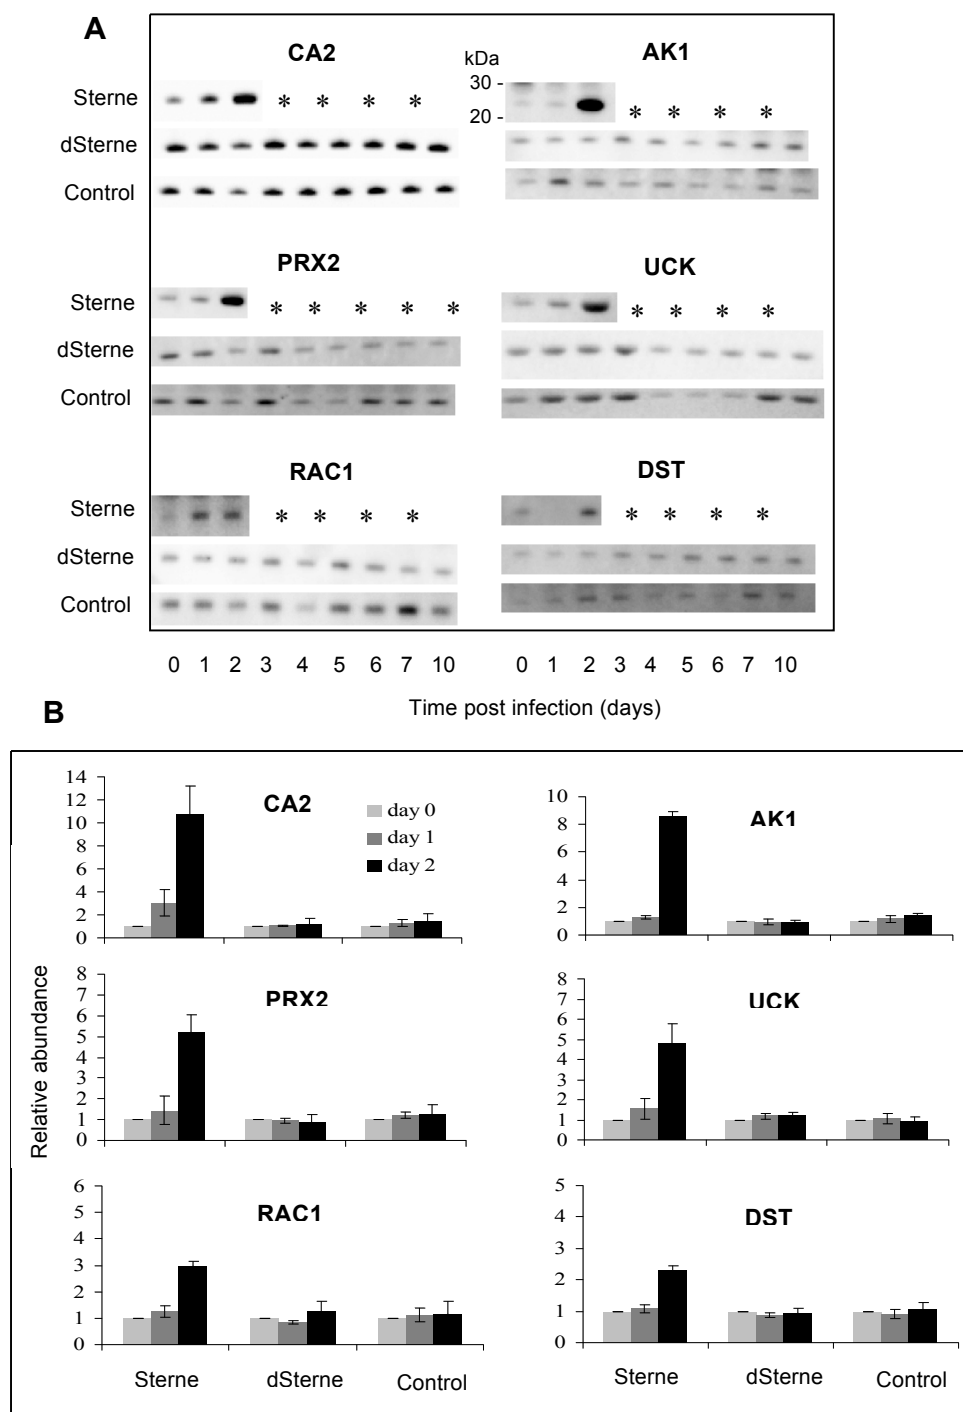 A
CA2
AK1
kDa
30 -
20 -
Sterne
* * * *
* * * *
dSterne
Control
PRX2
UCK
Sterne
* * * * *
* * * *
dSterne
Control
RAC1
DST
Sterne
* * * *
* * * *
dSterne
Control
0 1 2 3 4 5 6 7 10
0 1 2 3 4 5 6 7 10
Time post infection (days)
B
Relative abundance
14
12
10
8
6
4
2
0
CA2
day 0
day 1
day 2
10
8
6
4
2
0
AK1
8
7
6
5
4
3
2
1
0
PRX2
8
7
6
5
4
3
2
1
0
UCK
6
5
4
3
2
1
0
RAC1
Sterne dSterne Control
5
4
3
2
1
0
DST
Sterne dSterne Control